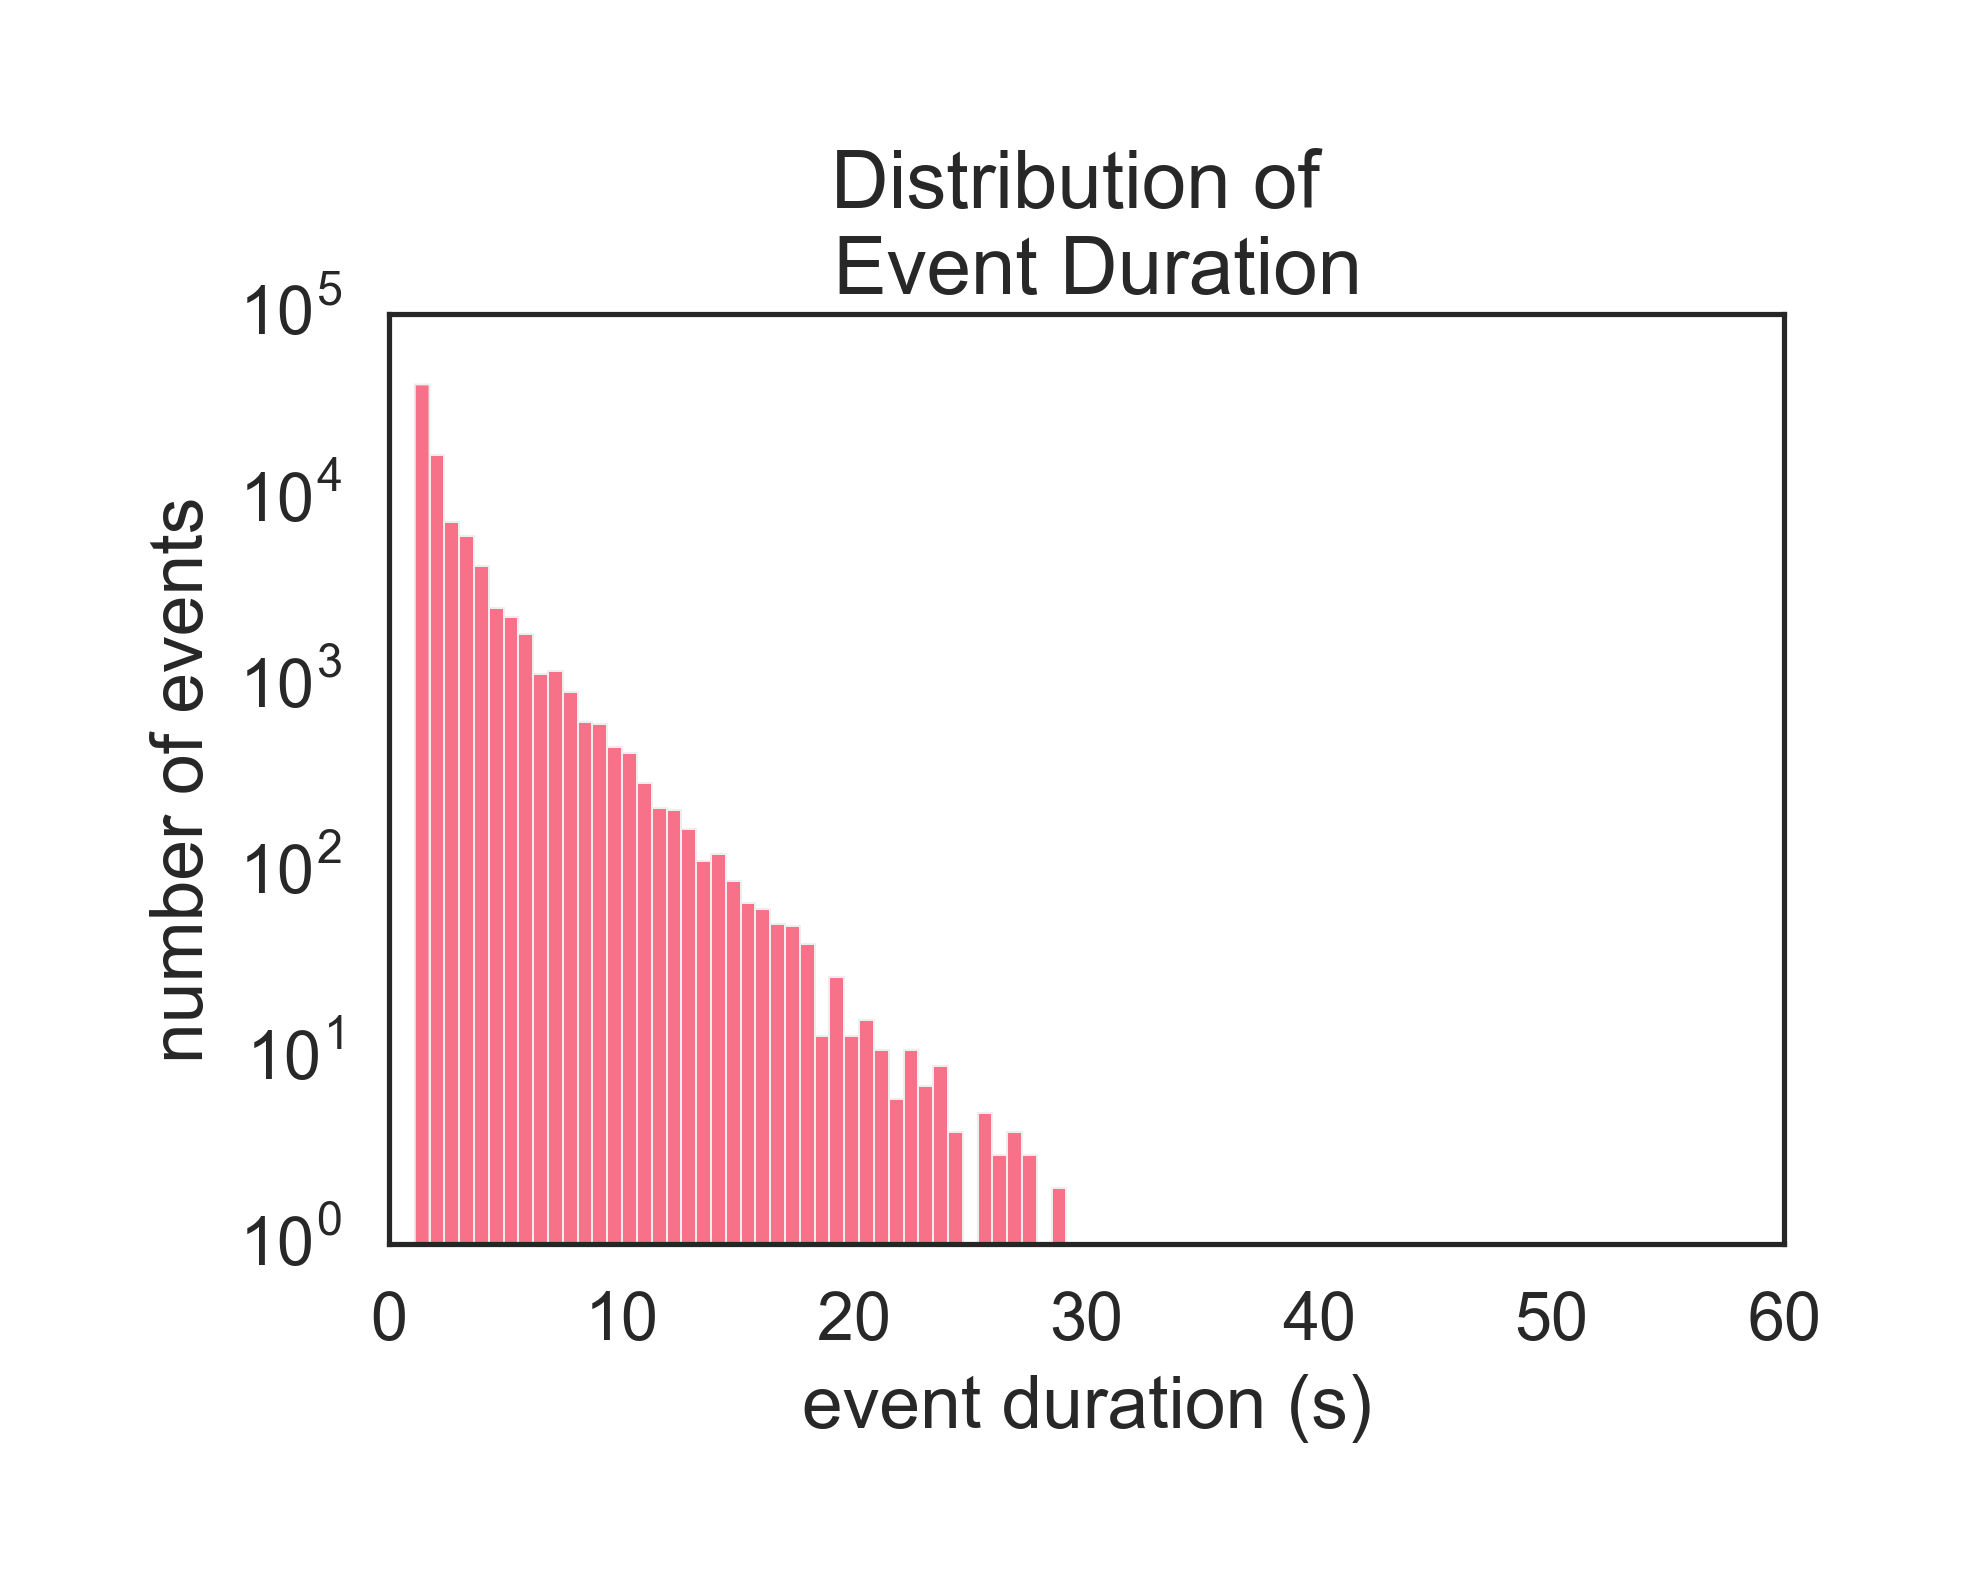 Distribution of
Event Duration
10⁵
10⁴
10³
10²
10¹
10⁰
number of events
0 10 20 30 40 50 60
event duration (s)